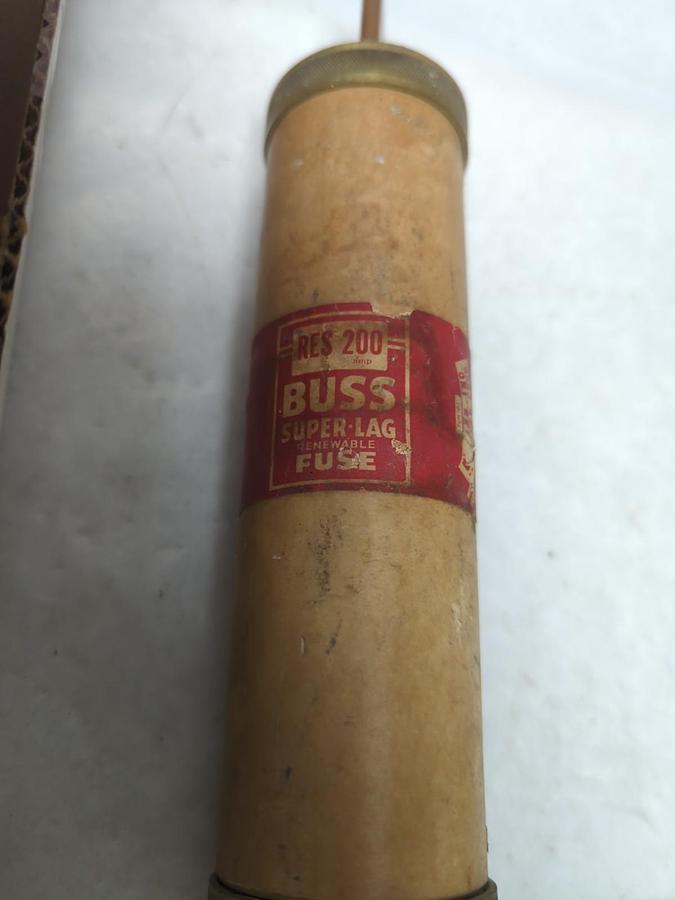 RES 200
amp
BUSS
SUPER-LAG
RENEWABLE
FUSE